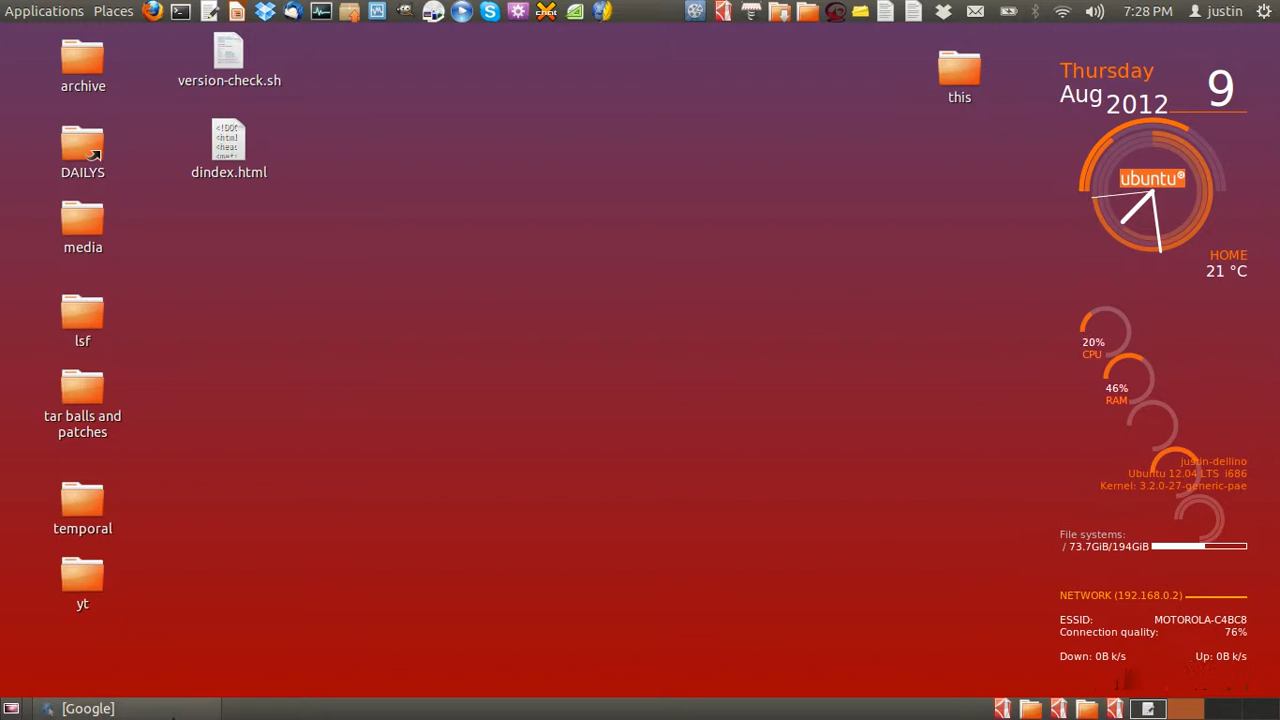 Applications Places
7:28 PM justin
archive
version-check.sh
this
DAILYS
dindex.html
media
lsf
tar balls and
patches
temporal
yt
Thursday
Aug 2012 9
ubuntu®
HOME
21 °C
20%
CPU
46%
RAM
justin-dellino
Ubuntu 12.04 LTS i686
Kernel: 3.2.0-27-generic-pae
File systems:
/ 73.7GiB/194GiB
NETWORK (192.168.0.2)
ESSID: MOTOROLA-C4BC8
Connection quality: 76%
Down: 0B k/s Up: 0B k/s
[Google]